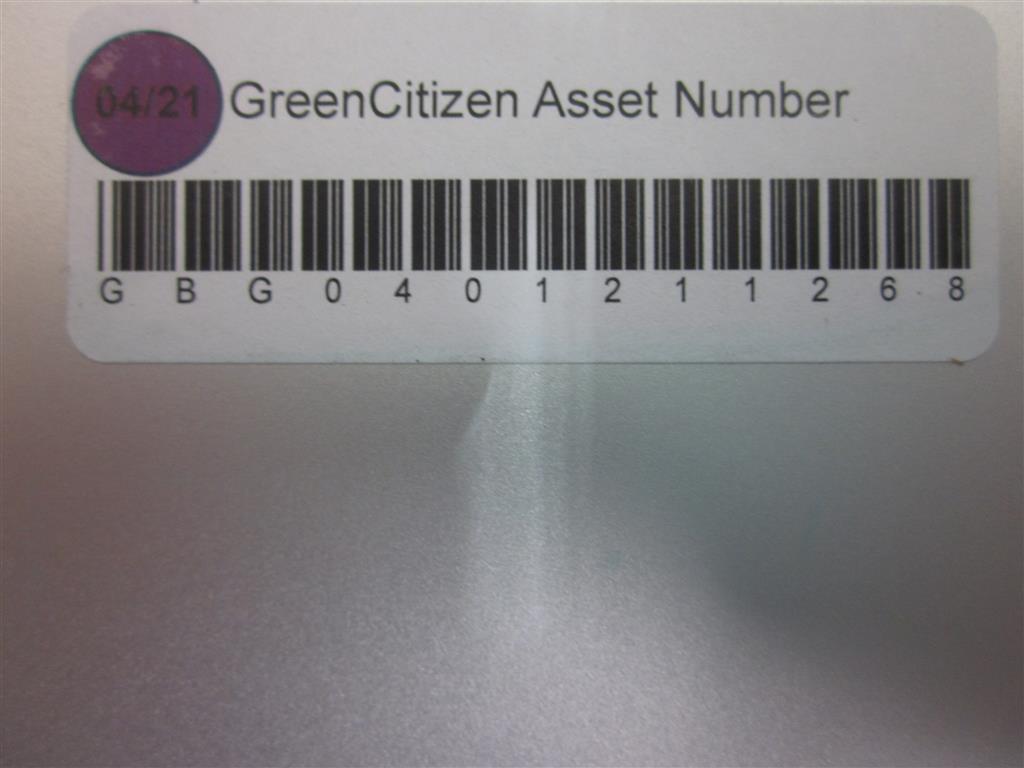 04/21 GreenCitizen Asset Number
G B G 0 4 0 1 2 1 1 2 6 8